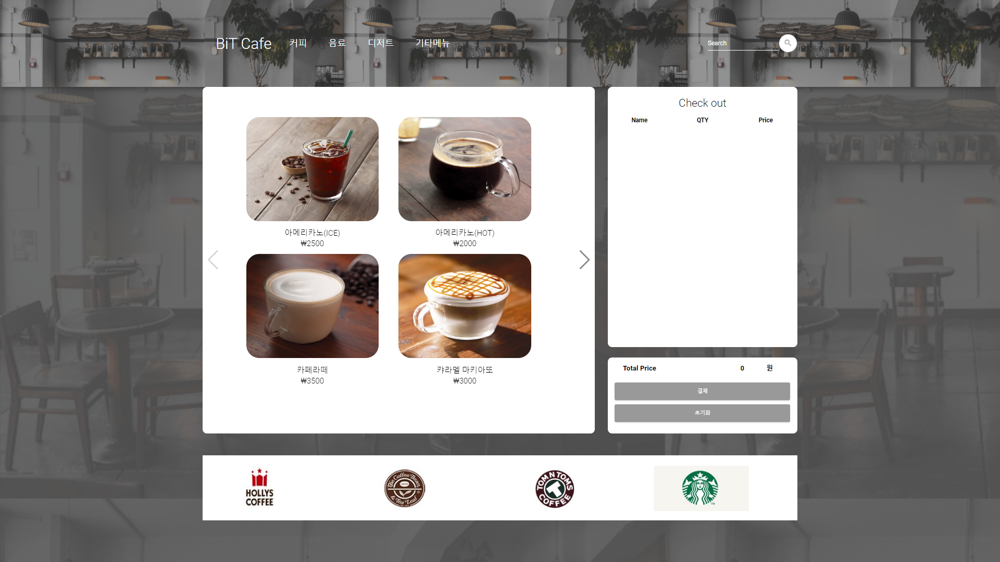 BiT Cafe 커피 음료 디저트 기타메뉴 Search
Check out
Name QTY Price
아메리카노(ICE)
₩2500
아메리카노(HOT)
₩2000
카페라떼
₩3500
캬라멜 마키아또
₩3000
Total Price 0 원
결제
초기화
HOLLYS
COFFEE
The Coffee Bean
& Tea Leaf
TOM N TOMS
COFFEE
TM